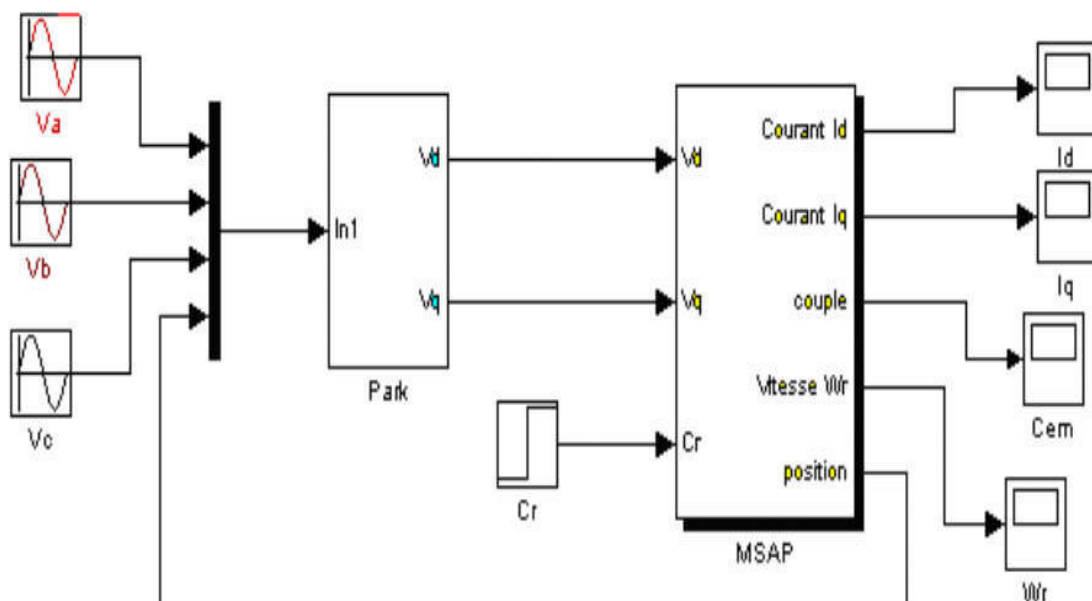 Va
Vb
Vc
In1
Vd
Vq
Park
Cr
Vd
Vq
Cr
Courant Id
Courant Iq
couple
Vitesse Wr
position
MSAP
Id
Iq
Cem
Wr